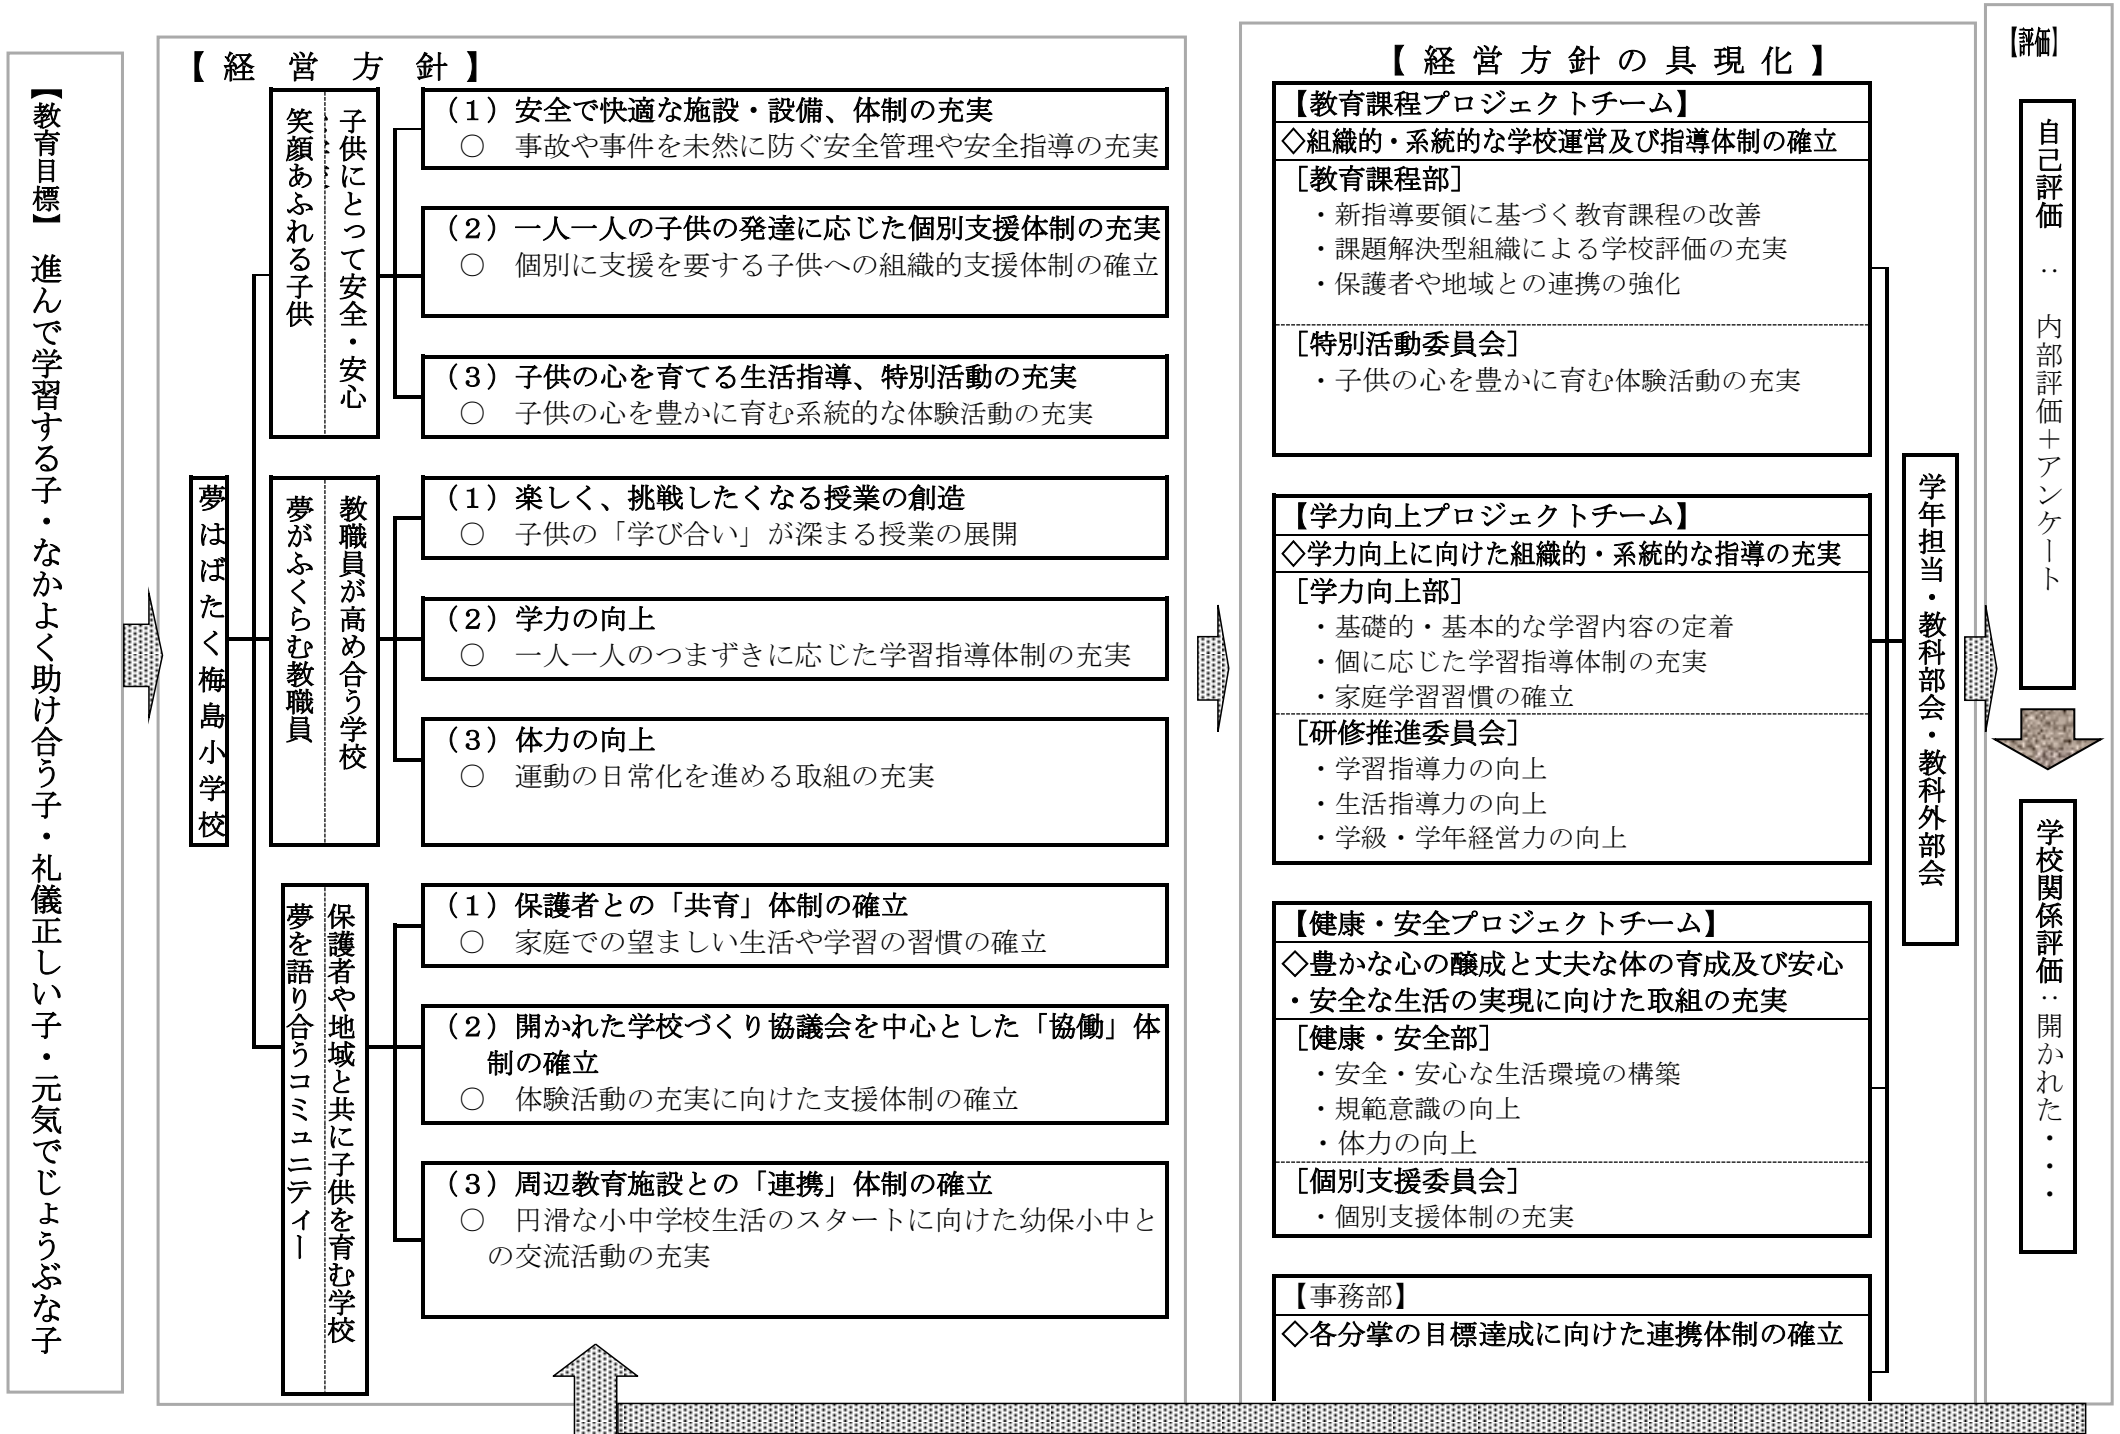 【教育目標】 進んで学習する子・なかよく助け合う子・礼儀正しい子・元気でじょうぶな子
【経営方針】
夢はばたく梅島小学校
子供にとって安全・安心
笑顔あふれる子供
（1）安全で快適な施設・設備、体制の充実
○ 事故や事件を未然に防ぐ安全管理や安全指導の充実
（2）一人一人の子供の発達に応じた個別支援体制の充実
○ 個別に支援を要する子供への組織的支援体制の確立
（3）子供の心を育てる生活指導、特別活動の充実
○ 子供の心を豊かに育む系統的な体験活動の充実
教職員が高め合う学校
夢がふくらむ教職員
（1）楽しく、挑戦したくなる授業の創造
○ 子供の「学び合い」が深まる授業の展開
（2）学力の向上
○ 一人一人のつまずきに応じた学習指導体制の充実
（3）体力の向上
○ 運動の日常化を進める取組の充実
保護者や地域と共に子供を育む学校
夢を語り合うコミュニティー
（1）保護者との「共育」体制の確立
○ 家庭での望ましい生活や学習の習慣の確立
（2）開かれた学校づくり協議会を中心とした「協働」体
制の確立
○ 体験活動の充実に向けた支援体制の確立
（3）周辺教育施設との「連携」体制の確立
○ 円滑な小中学校生活のスタートに向けた幼保小中と
の交流活動の充実
【経営方針の具現化】
【教育課程プロジェクトチーム】
◇組織的・系統的な学校運営及び指導体制の確立
［教育課程部］
・新指導要領に基づく教育課程の改善
・課題解決型組織による学校評価の充実
・保護者や地域との連携の強化
［特別活動委員会］
・子供の心を豊かに育む体験活動の充実
【学力向上プロジェクトチーム】
◇学力向上に向けた組織的・系統的な指導の充実
［学力向上部］
・基礎的・基本的な学習内容の定着
・個に応じた学習指導体制の充実
・家庭学習習慣の確立
［研修推進委員会］
・学習指導力の向上
・生活指導力の向上
・学級・学年経営力の向上
【健康・安全プロジェクトチーム】
◇豊かな心の醸成と丈夫な体の育成及び安心
・安全な生活の実現に向けた取組の充実
［健康・安全部］
・安全・安心な生活環境の構築
・規範意識の向上
・体力の向上
［個別支援委員会］
・個別支援体制の充実
【事務部】
◇各分掌の目標達成に向けた連携体制の確立
学年担当・教科部会・教科外部会
【評価】
自己評価 ： 内部評価＋アンケート
学校関係評価：開かれた・・・